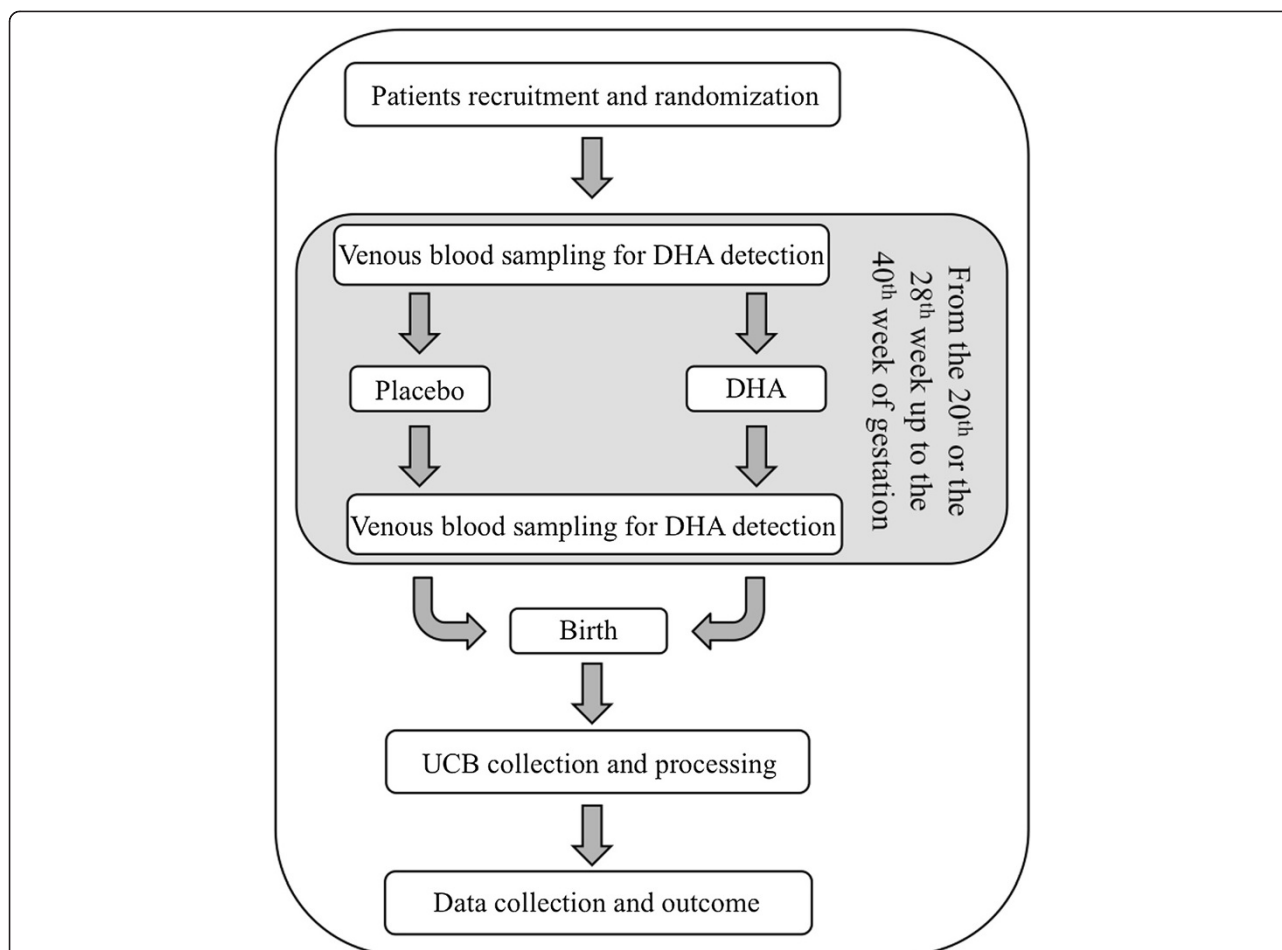 Patients recruitment and randomization
Venous blood sampling for DHA detection
From the 20th or the
28th week up to the
40th week of gestation
Placebo
DHA
Venous blood sampling for DHA detection
Birth
UCB collection and processing
Data collection and outcome